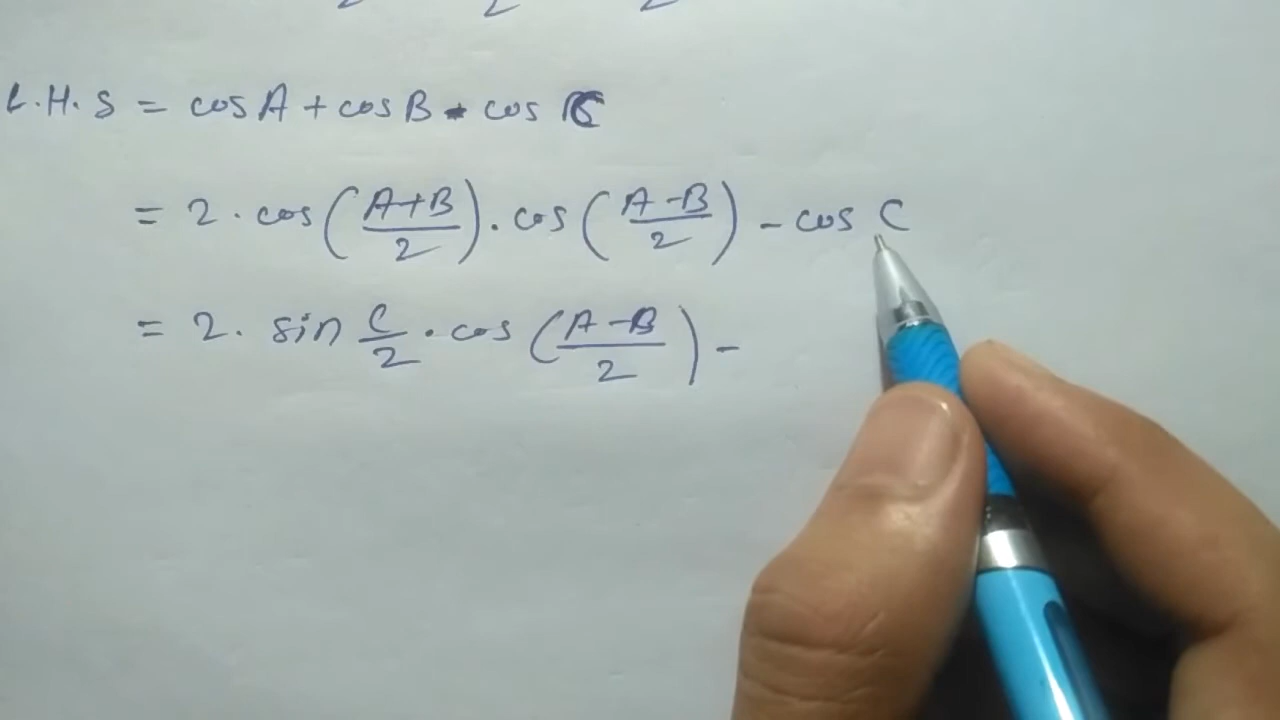 L.H.S = cos A + cos B - cos C
= 2 · cos (A+B / 2) · cos (A-B / 2) - cos C
= 2 · sin C/2 · cos (A-B / 2) -